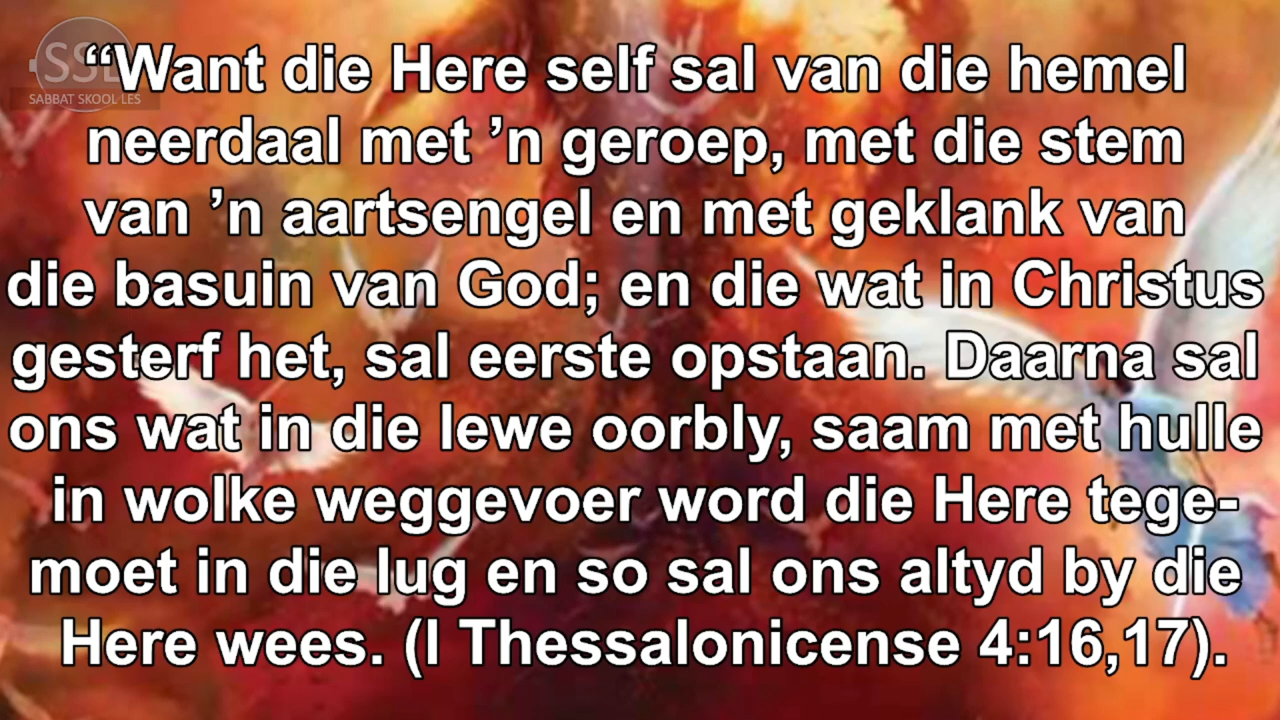 SSL
SABBAT SKOOL LES
“Want die Here self sal van die hemel
neerdaal met ’n geroep, met die stem
van ’n aartsengel en met geklank van
die basuin van God; en die wat in Christus
gesterf het, sal eerste opstaan. Daarna sal
ons wat in die lewe oorbly, saam met hulle
in wolke weggevoer word die Here tege-
moet in die lug en so sal ons altyd by die
Here wees. (I Thessalonicense 4:16,17).